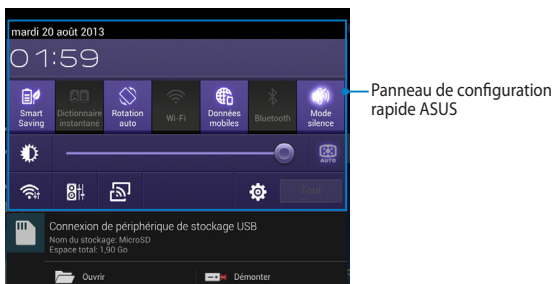 mardi 20 août 2013
01:59
Smart Saving
Dictionnaire instantané
Rotation auto
Wi-Fi
Données mobiles
Bluetooth
Mode silence
AUTO
Tout
Connexion de périphérique de stockage USB
Nom du stockage: MicroSD
Espace total: 1,90 Go
Ouvrir
Démonter
Panneau de configuration
rapide ASUS